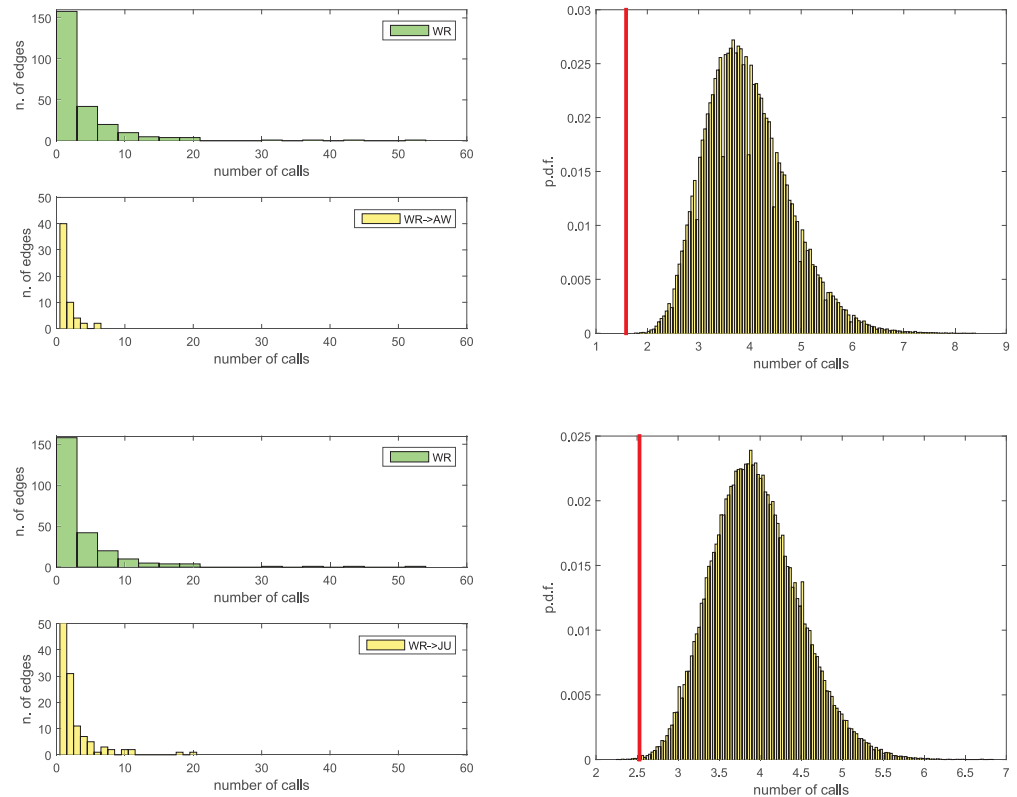 n. of edges
150
100
50
0
WR
0 10 20 30 40 50 60
number of calls
n. of edges
50
40
30
20
10
0
WR->AW
0 10 20 30 40 50 60
number of calls
p.d.f.
0.03
0.025
0.02
0.015
0.01
0.005
0
1 2 3 4 5 6 7 8 9
number of calls
n. of edges
150
100
50
0
WR
0 10 20 30 40 50 60
number of calls
n. of edges
50
40
30
20
10
0
WR->JU
0 10 20 30 40 50 60
number of calls
p.d.f.
0.025
0.02
0.015
0.01
0.005
0
2 2.5 3 3.5 4 4.5 5 5.5 6 6.5 7
number of calls